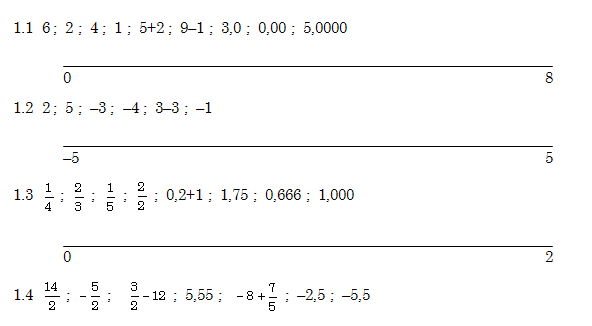 1.1 6 ; 2 ; 4 ; 1 ; 5+2 ; 9–1 ; 3,0 ; 0,00 ; 5,0000
0 8
1.2 2 ; 5 ; –3 ; –4 ; 3–3 ; –1
–5 5
1.3 1/4 ; 2/3 ; 1/5 ; 2/2 ; 0,2+1 ; 1,75 ; 0,666 ; 1,000
0 2
1.4 14/2 ; -5/2 ; 3/2-12 ; 5,55 ; -8+7/5 ; –2,5 ; –5,5